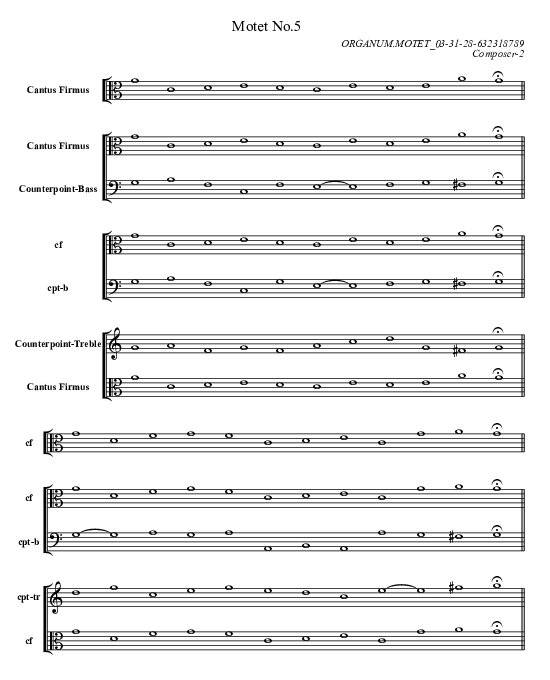 Motet No.5
ORGANUM.MOTET_03-31-28-632318789
Composer-2
Cantus Firmus
Cantus Firmus
Counterpoint-Bass
cf
cpt-b
Counterpoint-Treble
Cantus Firmus
cf
cf
cpt-b
cpt-tr
cf